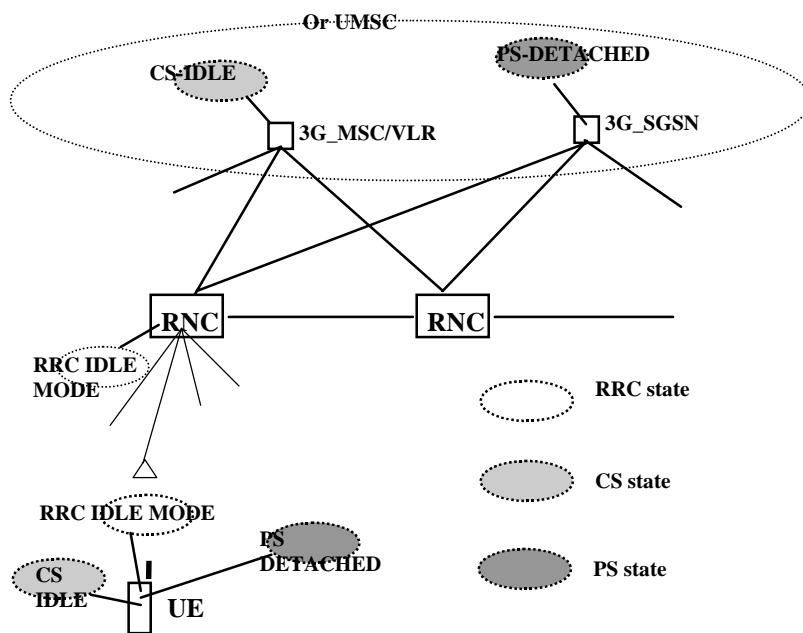 Or UMSC
CS-IDLE
PS-DETACHED
3G_MSC/VLR
3G_SGSN
RNC
RNC
RRC IDLE
MODE
RRC state
CS state
RRC IDLE MODE
PS
DETACHED
CS
IDLE
UE
PS state